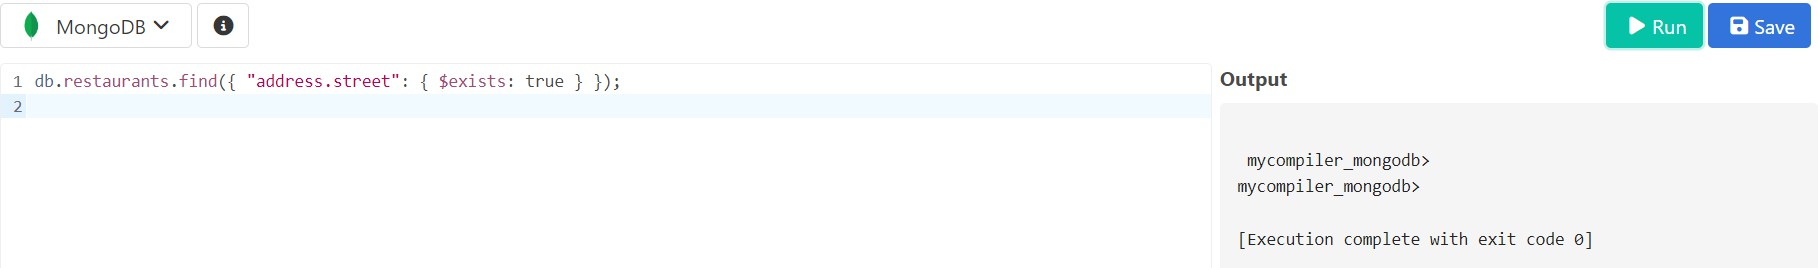 MongoDB
Run
Save
1 db.restaurants.find({ "address.street": { $exists: true } });
2
Output
mycompiler_mongodb>
mycompiler_mongodb>
[Execution complete with exit code 0]